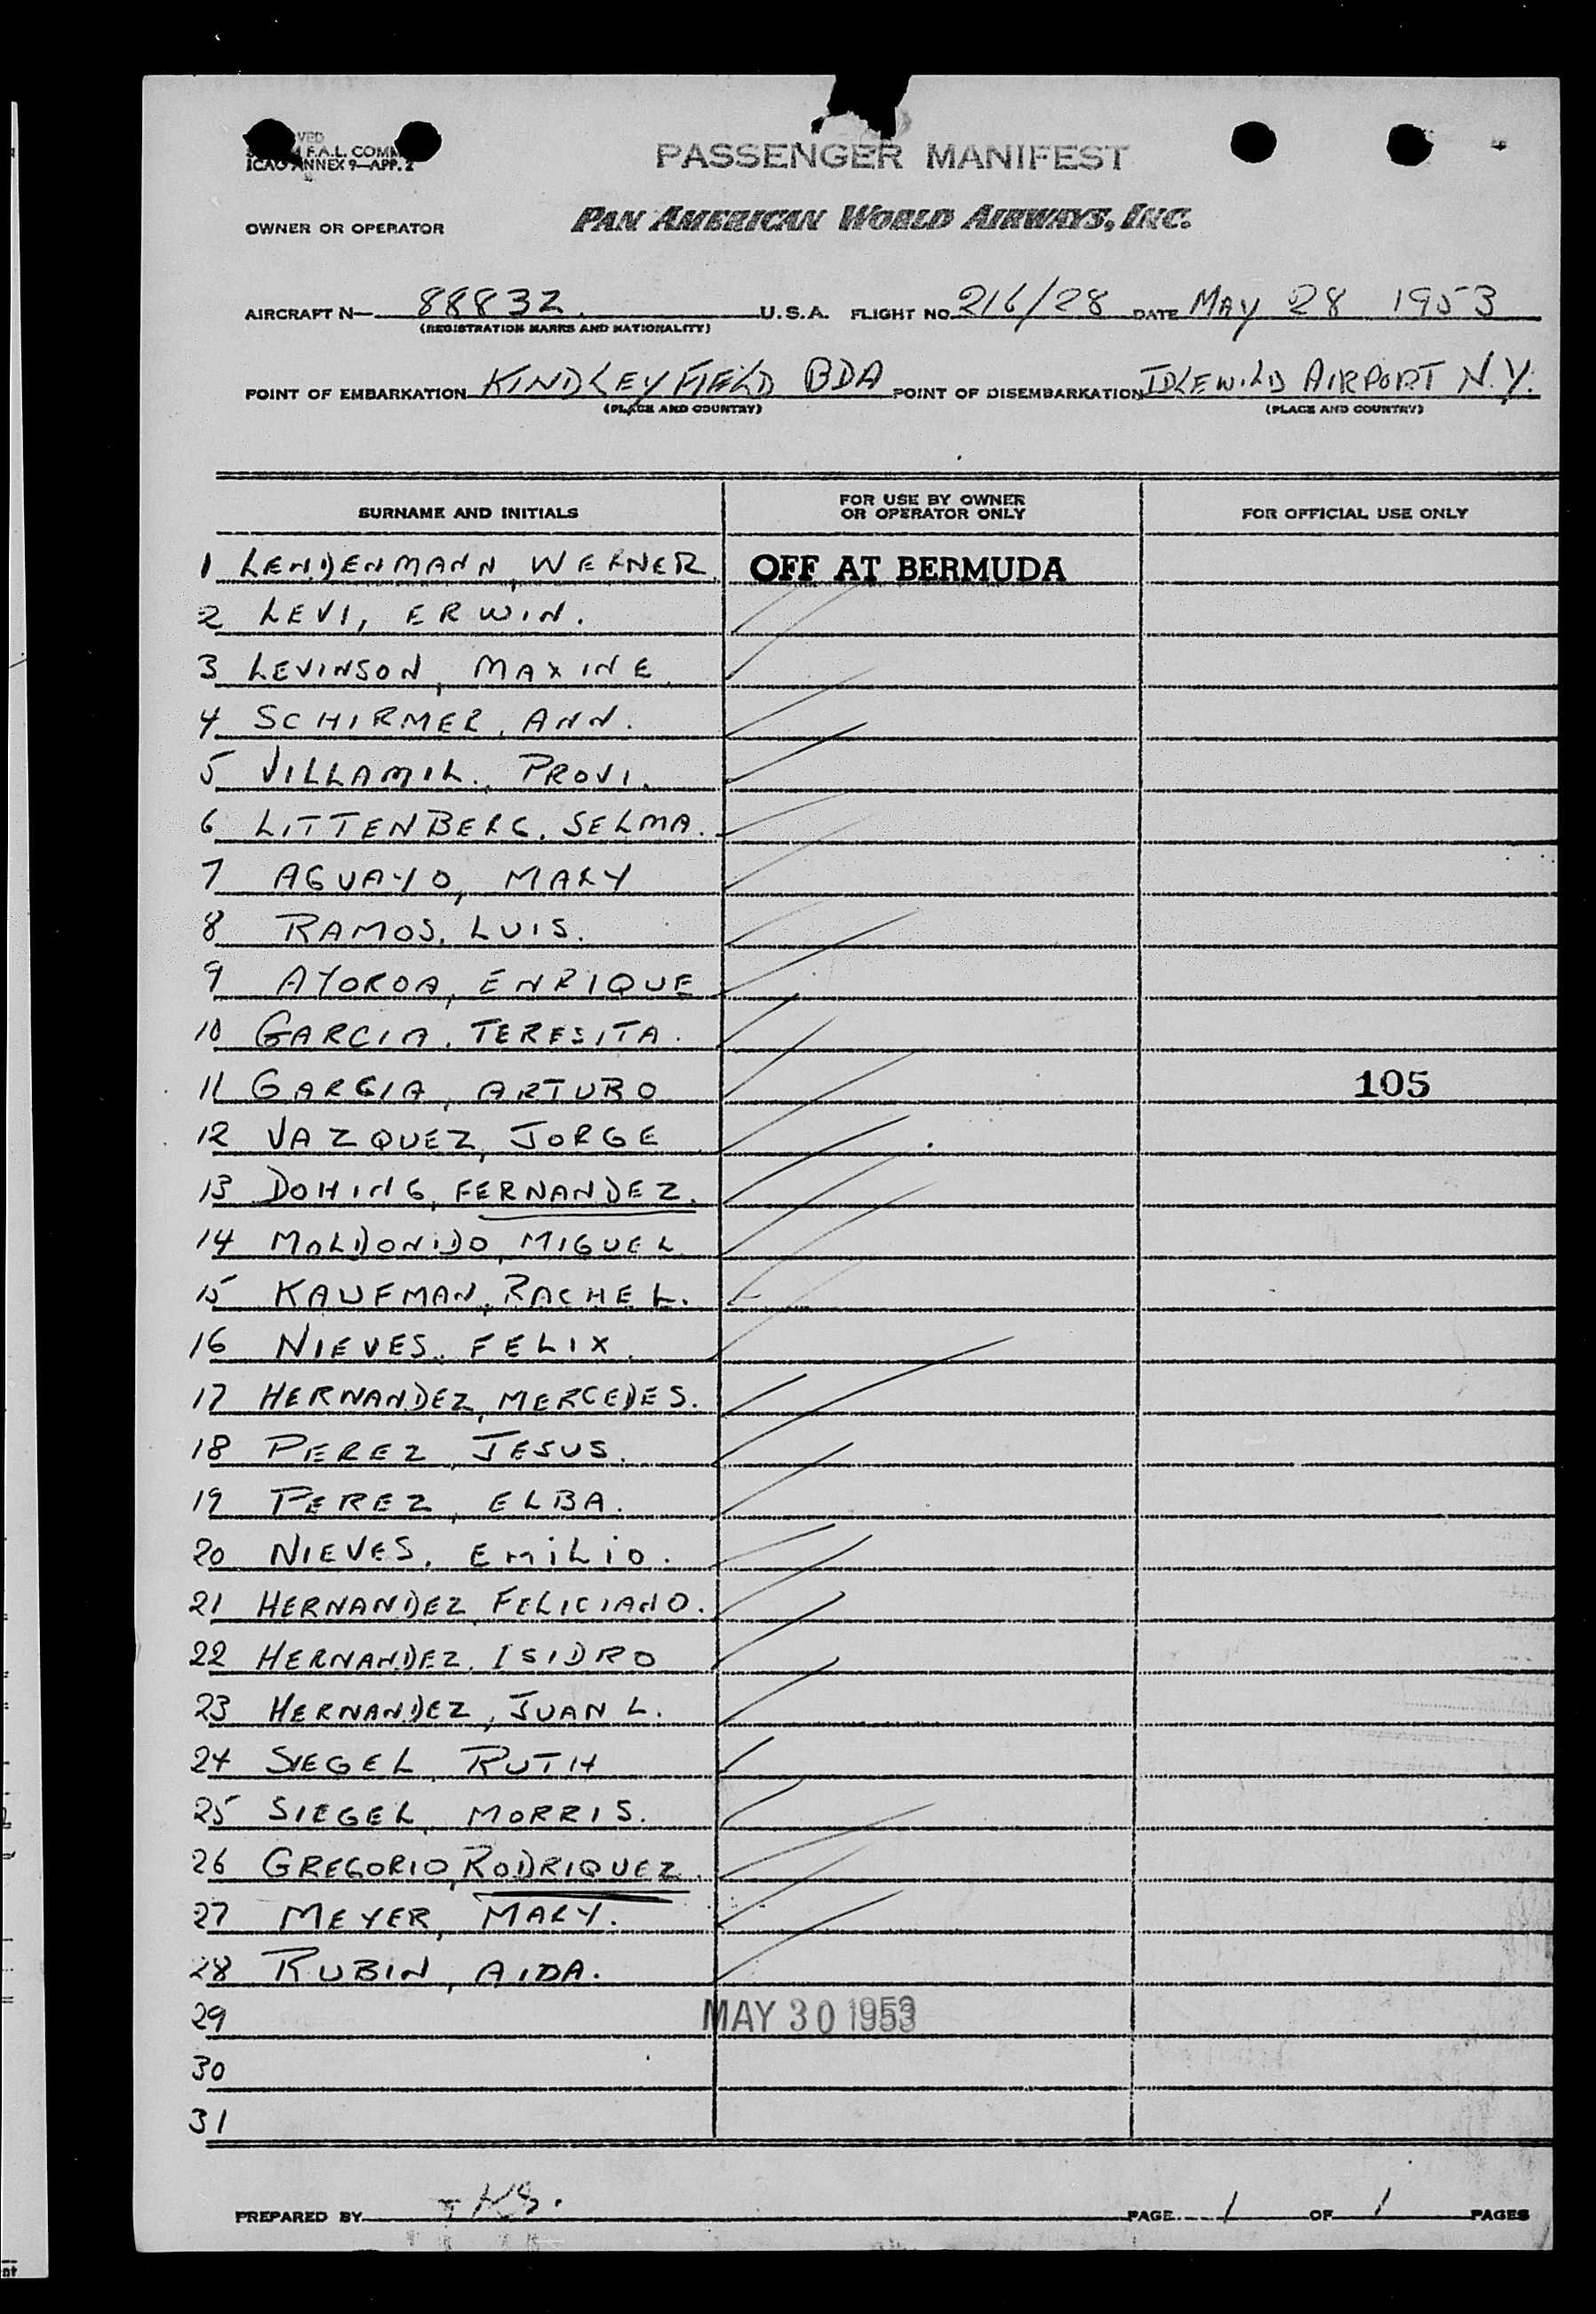 VED
F.A.L. COMM
ICAO ANNEX 9—APP. 2
PASSENGER MANIFEST
OWNER OR OPERATOR PAN AMERICAN WORLD AIRWAYS, INC.
AIRCRAFT N— 88832. U.S.A. FLIGHT NO. 216/28 DATE MAY 28 1953
(REGISTRATION MARKS AND NATIONALITY)
POINT OF EMBARKATION KINDLEY FIELD BDA POINT OF DISEMBARKATION IDLEWILD AIRPORT N.Y.
(PLACE AND COUNTRY) (PLACE AND COUNTRY)
SURNAME AND INITIALS FOR USE BY OWNER OR OPERATOR ONLY FOR OFFICIAL USE ONLY
1 LENDENMANN, WERNER OFF AT BERMUDA
2 LEVI, ERWIN.
3 LEVINSON, MAXINE.
4 SCHIRMER, ANN.
5 VILLAMIL, PROVI.
6 LITTENBERG, SELMA.
7 AGUAYO, MARY
8 RAMOS, LUIS.
9 AYOROA, ENRIQUE
10 GARCIA, TERESITA.
11 GARCIA, ARTURO 105
12 VAZQUEZ, JORGE
13 DOHING, FERNANDEZ.
14 MALDONIDO, MIGUEL
15 KAUFMAN, RACHEL.
16 NIEVES, FELIX.
17 HERNANDEZ, MERCEDES.
18 PEREZ, JESUS.
19 PEREZ, ELBA.
20 NIEVES, EMILIO.
21 HERNANDEZ, FELICIANO.
22 HERNANDEZ, ISIDRO
23 HERNANDEZ, JUAN L.
24 SIEGEL, RUTH
25 SIEGEL, MORRIS.
26 GREGORIO, RODRIQUEZ.
27 MEYER, MARY.
28 RUBIN, AIDA.
29 MAY 30 1953
30
31
PREPARED BY PAGE 1 OF 1 PAGES